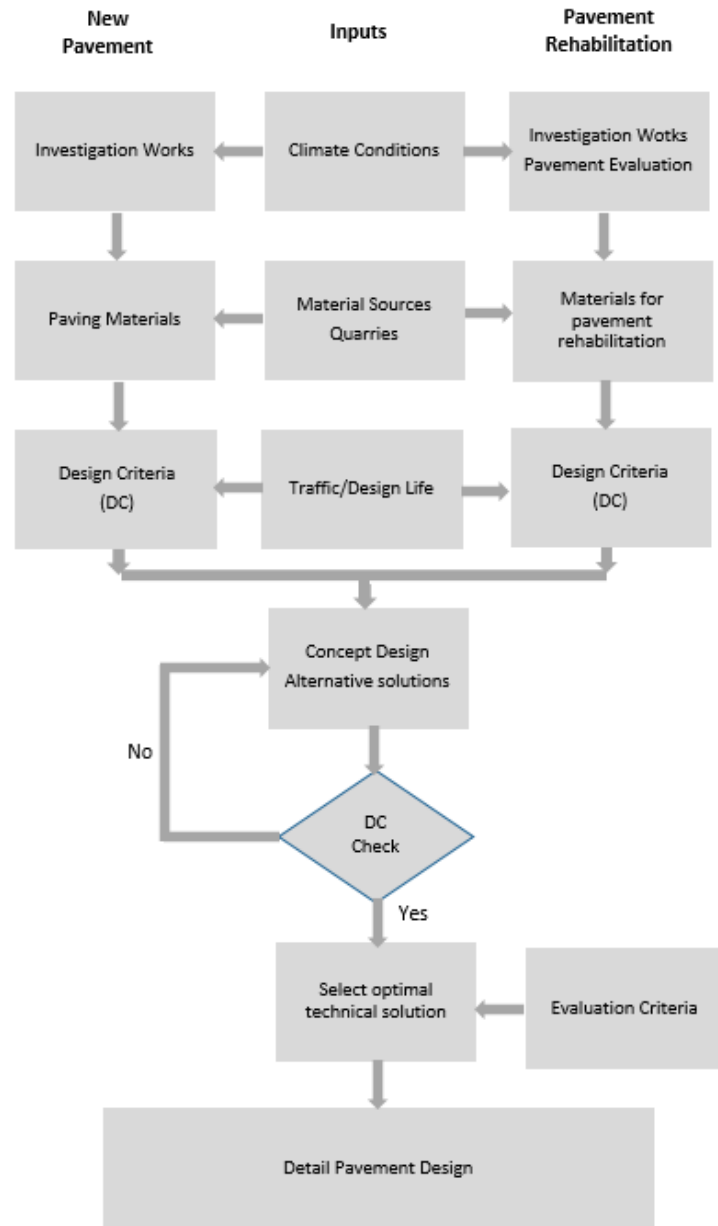 New
Pavement
Inputs
Pavement
Rehabilitation
Investigation Works
Climate Conditions
Investigation Wotks
Pavement Evaluation
Paving Materials
Material Sources
Quarries
Materials for
pavement
rehabilitation
Design Criteria
(DC)
Traffic/Design Life
Design Criteria
(DC)
Concept Design
Alternative solutions
No
DC
Check
Yes
Select optimal
technical solution
Evaluation Criteria
Detail Pavement Design